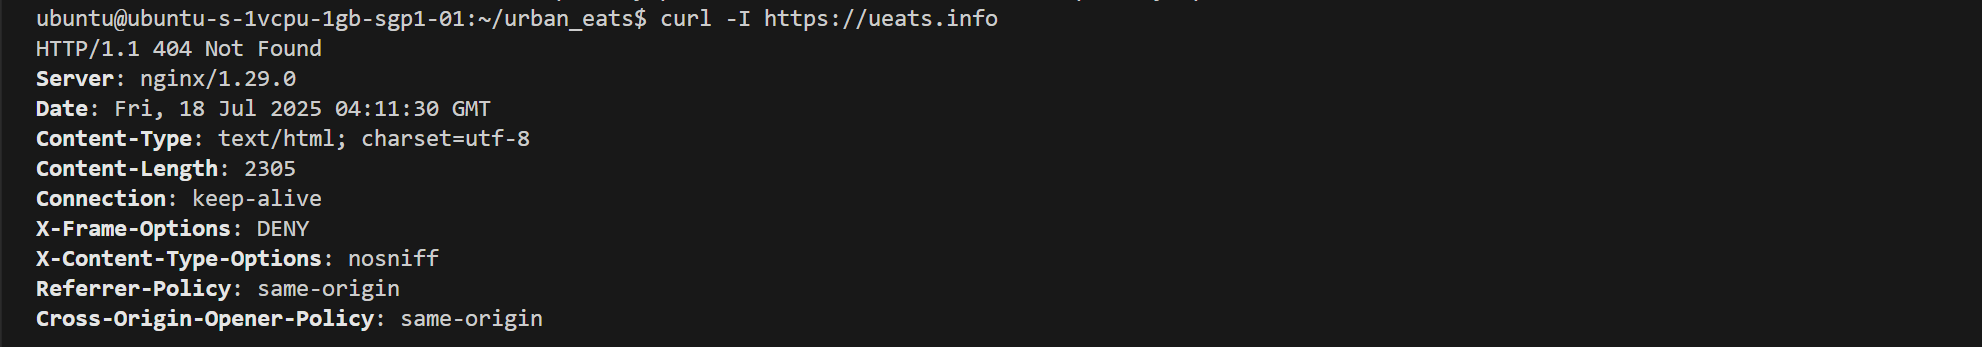 ubuntu@ubuntu-s-1vcpu-1gb-sgp1-01:~/urban_eats$ curl -I https://ueats.info
HTTP/1.1 404 Not Found
Server: nginx/1.29.0
Date: Fri, 18 Jul 2025 04:11:30 GMT
Content-Type: text/html; charset=utf-8
Content-Length: 2305
Connection: keep-alive
X-Frame-Options: DENY
X-Content-Type-Options: nosniff
Referrer-Policy: same-origin
Cross-Origin-Opener-Policy: same-origin